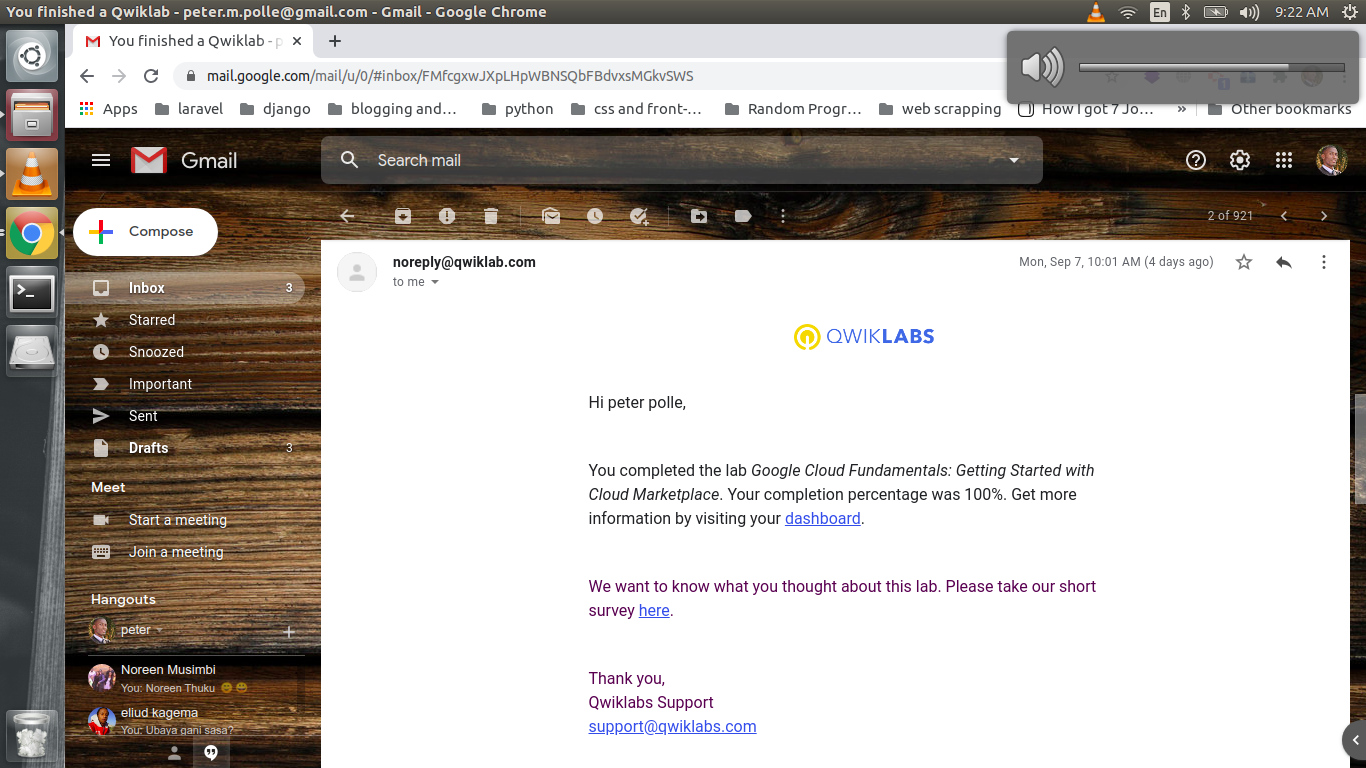 You finished a Qwiklab - peter.m.polle@gmail.com - Gmail - Google Chrome
En
9:22 AM
You finished a Qwiklab - p
mail.google.com/mail/u/0/#inbox/FMfcgxwJXpLHpWBNSQbFBdvxsMGkvSWS
Apps
laravel
django
blogging and...
python
css and front-...
Random Progr...
web scrapping
How I got 7 Jo...
»
Other bookmarks
Gmail
Search mail
Compose
2 of 921
Inbox 3
Starred
Snoozed
Important
Sent
Drafts 3
Meet
Start a meeting
Join a meeting
Hangouts
peter
Noreen Musimbi
You: Noreen Thuku
eliud kagema
You: Ubaya gani sasa?
noreply@qwiklab.com
to me
Mon, Sep 7, 10:01 AM (4 days ago)
QWIKLABS
Hi peter polle,
You completed the lab Google Cloud Fundamentals: Getting Started with
Cloud Marketplace. Your completion percentage was 100%. Get more
information by visiting your dashboard.
We want to know what you thought about this lab. Please take our short
survey here.
Thank you,
Qwiklabs Support
support@qwiklabs.com